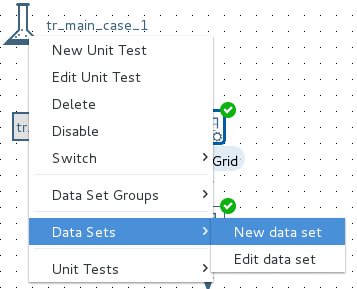 tr_main_case_1
New Unit Test
Edit Unit Test
Delete
Disable
tr
Switch
Grid
Data Set Groups
Data Sets
New data set
Edit data set
Unit Tests